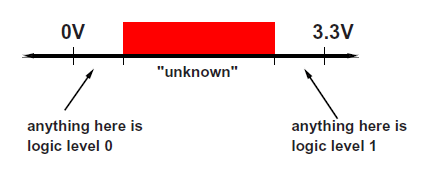 0V
3.3V
"unknown"
anything here is
logic level 0
anything here is
logic level 1